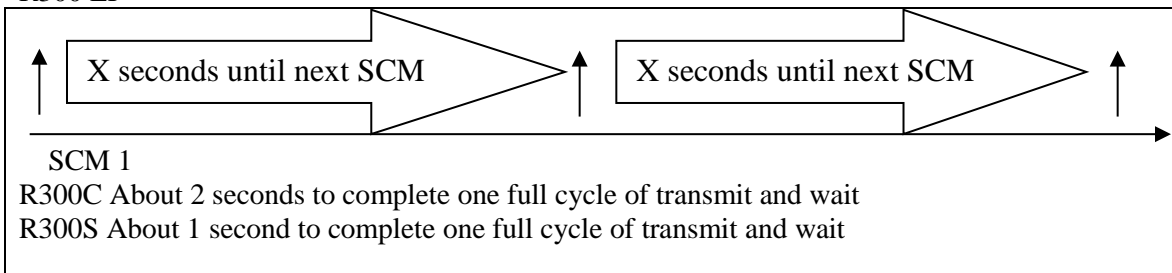 X seconds until next SCM X seconds until next SCM
SCM 1
R300C About 2 seconds to complete one full cycle of transmit and wait
R300S About 1 second to complete one full cycle of transmit and wait